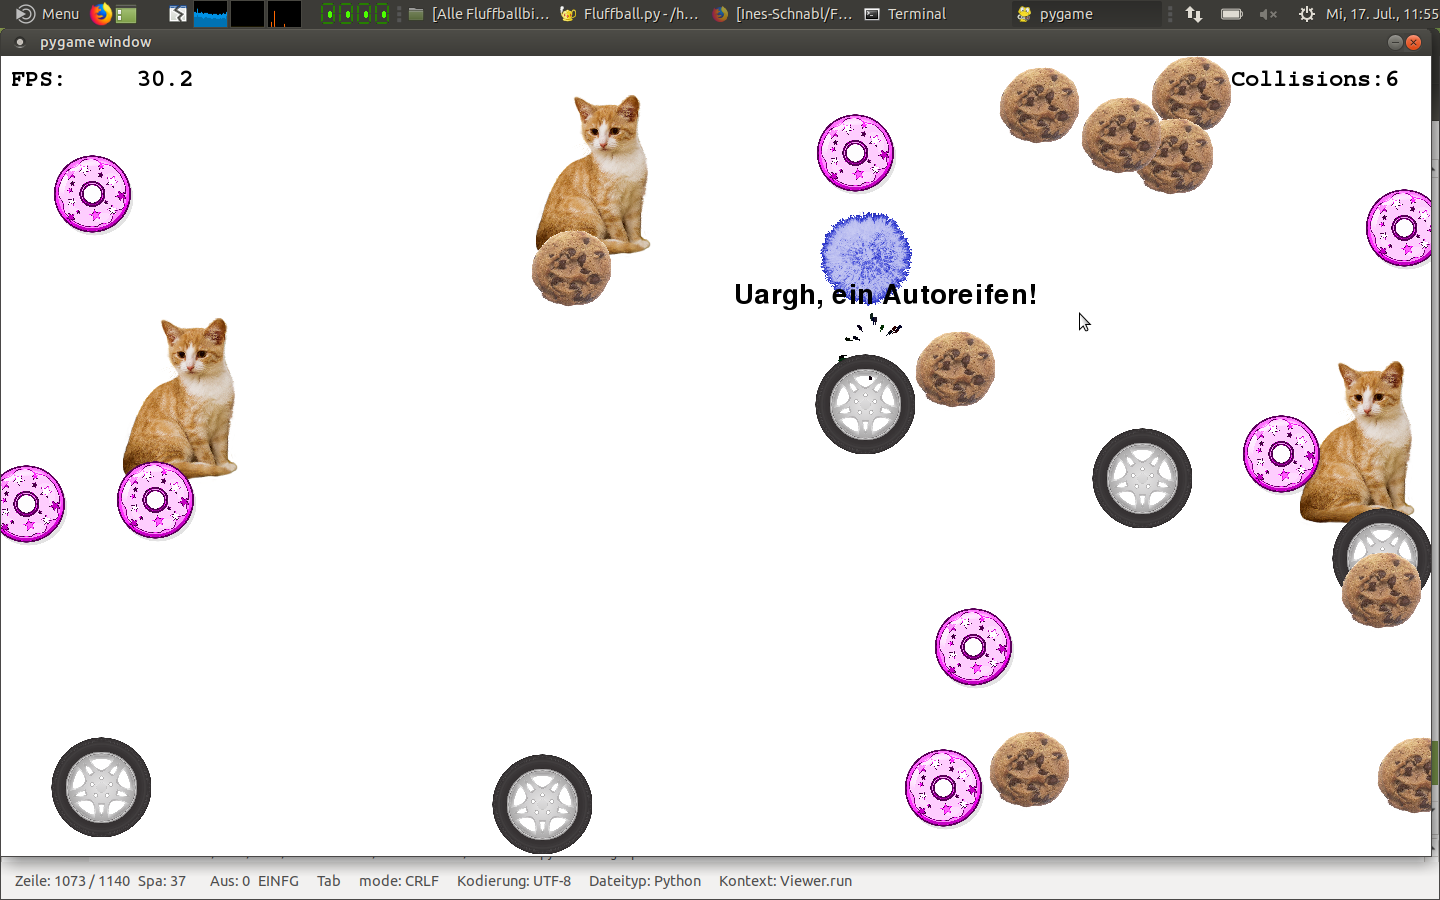 Menu
[Alle Fluffballbi...
Fluffball.py - /h...
[Ines-Schnabl/F...
Terminal
pygame
Mi, 17. Jul., 11:55
pygame window
FPS: 30.2
Collisions:6
Uargh, ein Autoreifen!
Zeile: 1073 / 1140 Spa: 37 Aus: 0 EINFG Tab mode: CRLF Kodierung: UTF-8 Dateityp: Python Kontext: Viewer.run